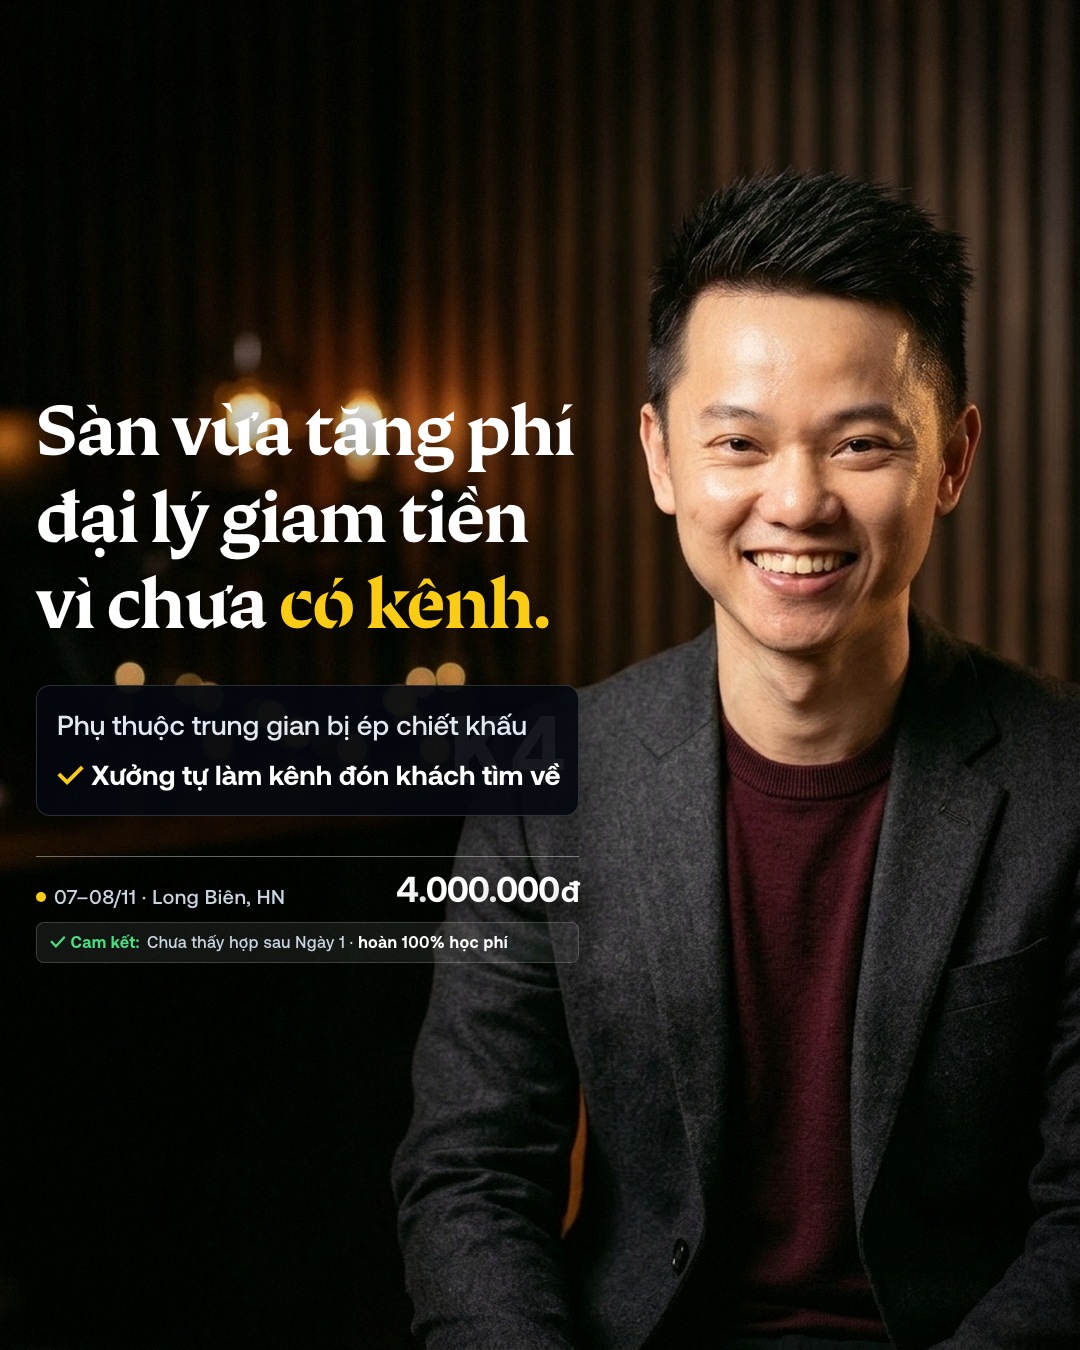 Sàn vừa tăng phí
đại lý giam tiền
vì chưa có kênh.
Phụ thuộc trung gian bị ép chiết khấu
✓ Xưởng tự làm kênh đón khách tìm về
07–08/11 · Long Biên, HN
4.000.000đ
✓ Cam kết: Chưa thấy hợp sau Ngày 1 · hoàn 100% học phí